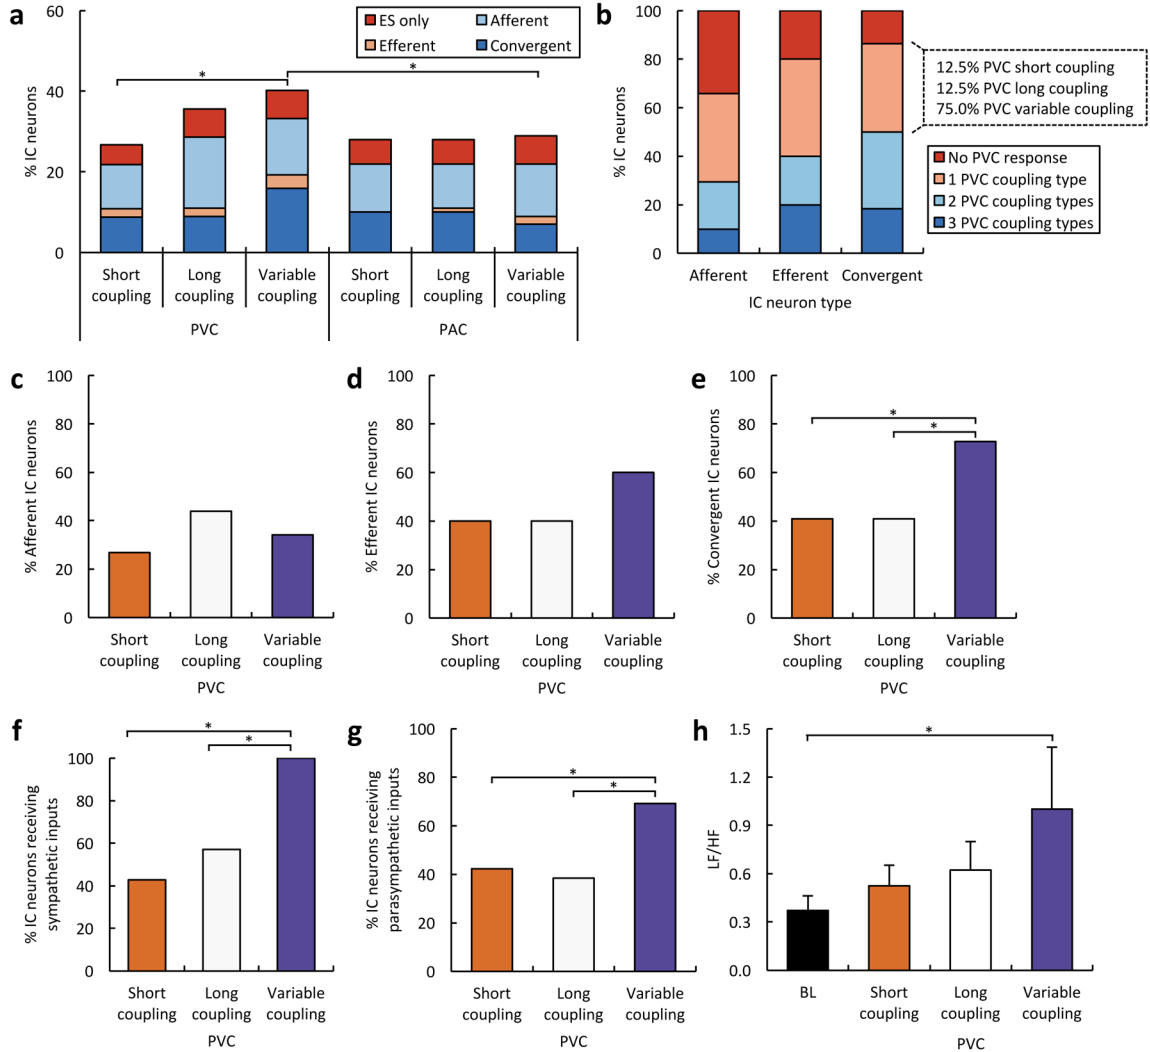 a
% IC neurons
60
40
20
0
ES only
Afferent
Efferent
Convergent
*
*
Short coupling
Long coupling
Variable coupling
Short coupling
Long coupling
Variable coupling
PVC
PAC
b
% IC neurons
100
80
60
40
20
0
Afferent
Efferent
Convergent
IC neuron type
12.5% PVC short coupling
12.5% PVC long coupling
75.0% PVC variable coupling
No PVC response
1 PVC coupling type
2 PVC coupling types
3 PVC coupling types
c
% Afferent IC neurons
100
80
60
40
20
0
Short coupling
Long coupling
Variable coupling
PVC
d
% Efferent IC neurons
100
80
60
40
20
0
Short coupling
Long coupling
Variable coupling
PVC
e
% Convergent IC neurons
100
80
60
40
20
0
*
*
Short coupling
Long coupling
Variable coupling
PVC
f
% IC neurons receiving
sympathetic inputs
100
80
60
40
20
0
*
*
Short coupling
Long coupling
Variable coupling
PVC
g
% IC neurons receiving
parasympathetic inputs
100
80
60
40
20
0
*
*
Short coupling
Long coupling
Variable coupling
PVC
h
LF/HF
1.5
1.2
0.9
0.6
0.3
0.0
*
BL
Short coupling
Long coupling
Variable coupling
PVC